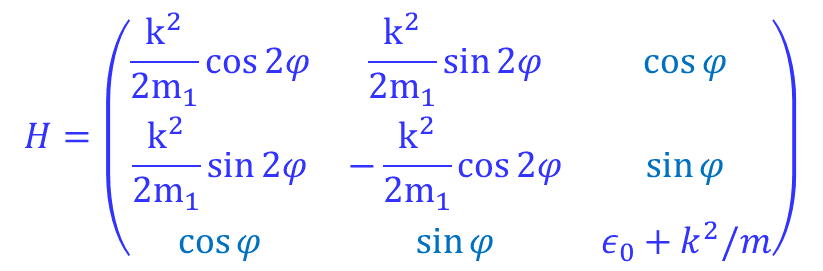 H = ( k²/2m₁ cos 2φ   k²/2m₁ sin 2φ   cos φ
k²/2m₁ sin 2φ   − k²/2m₁ cos 2φ   sin φ
cos φ   sin φ   ϵ₀ + k²/m )